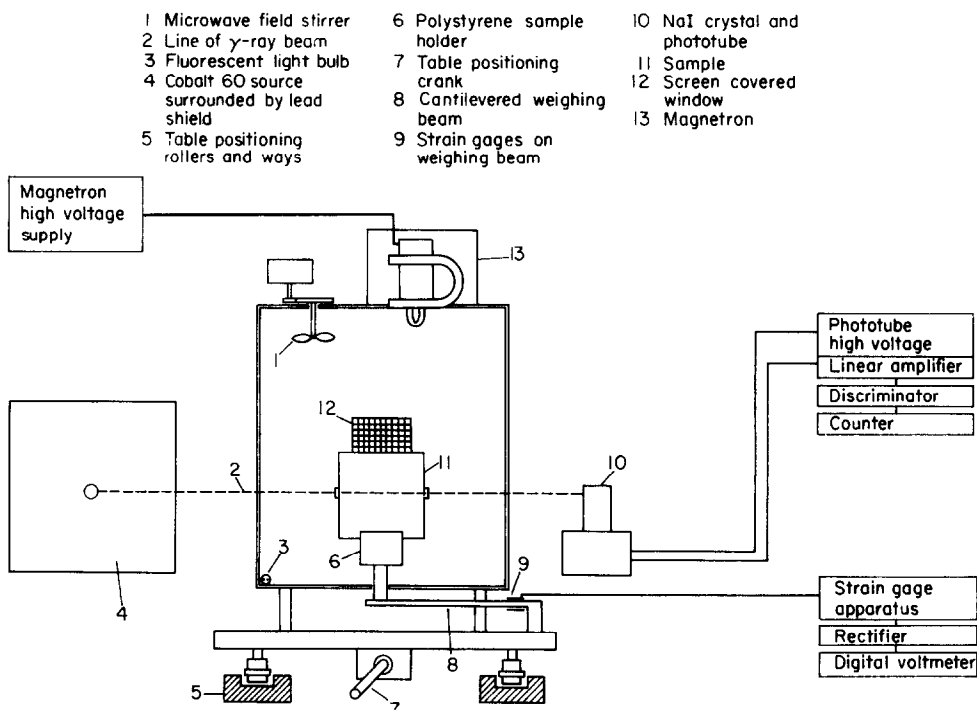 1 Microwave field stirrer
2 Line of γ-ray beam
3 Fluorescent light bulb
4 Cobalt 60 source
surrounded by lead
shield
5 Table positioning
rollers and ways
6 Polystyrene sample
holder
7 Table positioning
crank
8 Cantilevered weighing
beam
9 Strain gages on
weighing beam
10 NaI crystal and
phototube
11 Sample
12 Screen covered
window
13 Magnetron
Magnetron
high voltage
supply
13
1
Phototube
high voltage
Linear amplifier
Discriminator
Counter
12
11
10
2
3
6
9
4
Strain gage
apparatus
Rectifier
Digital voltmeter
8
5
7